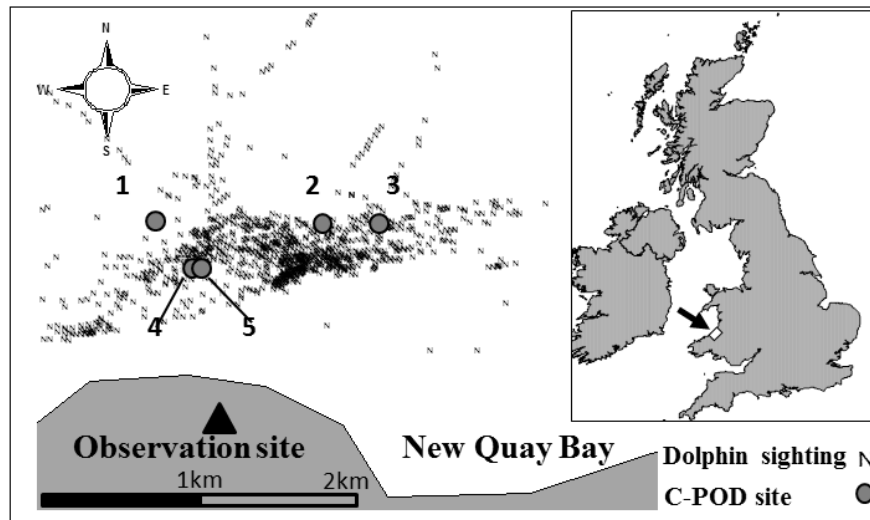 N
W E
S
1 2 3
4 5
Observation site
New Quay Bay
1km 2km
Dolphin sighting N
C-POD site